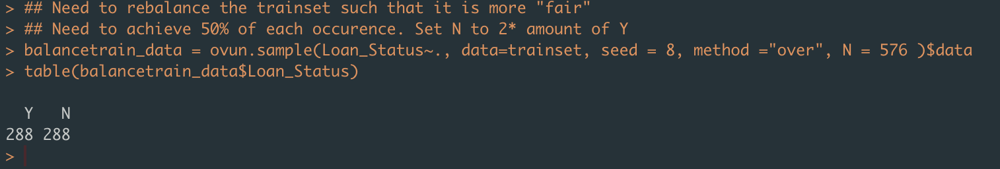 > ## Need to rebalance the trainset such that it is more "fair"
> ## Need to achieve 50% of each occurence. Set N to 2* amount of Y
> balancetrain_data = ovun.sample(Loan_Status~., data=trainset, seed = 8, method ="over", N = 576 )$data
> table(balancetrain_data$Loan_Status)
Y N
288 288
>